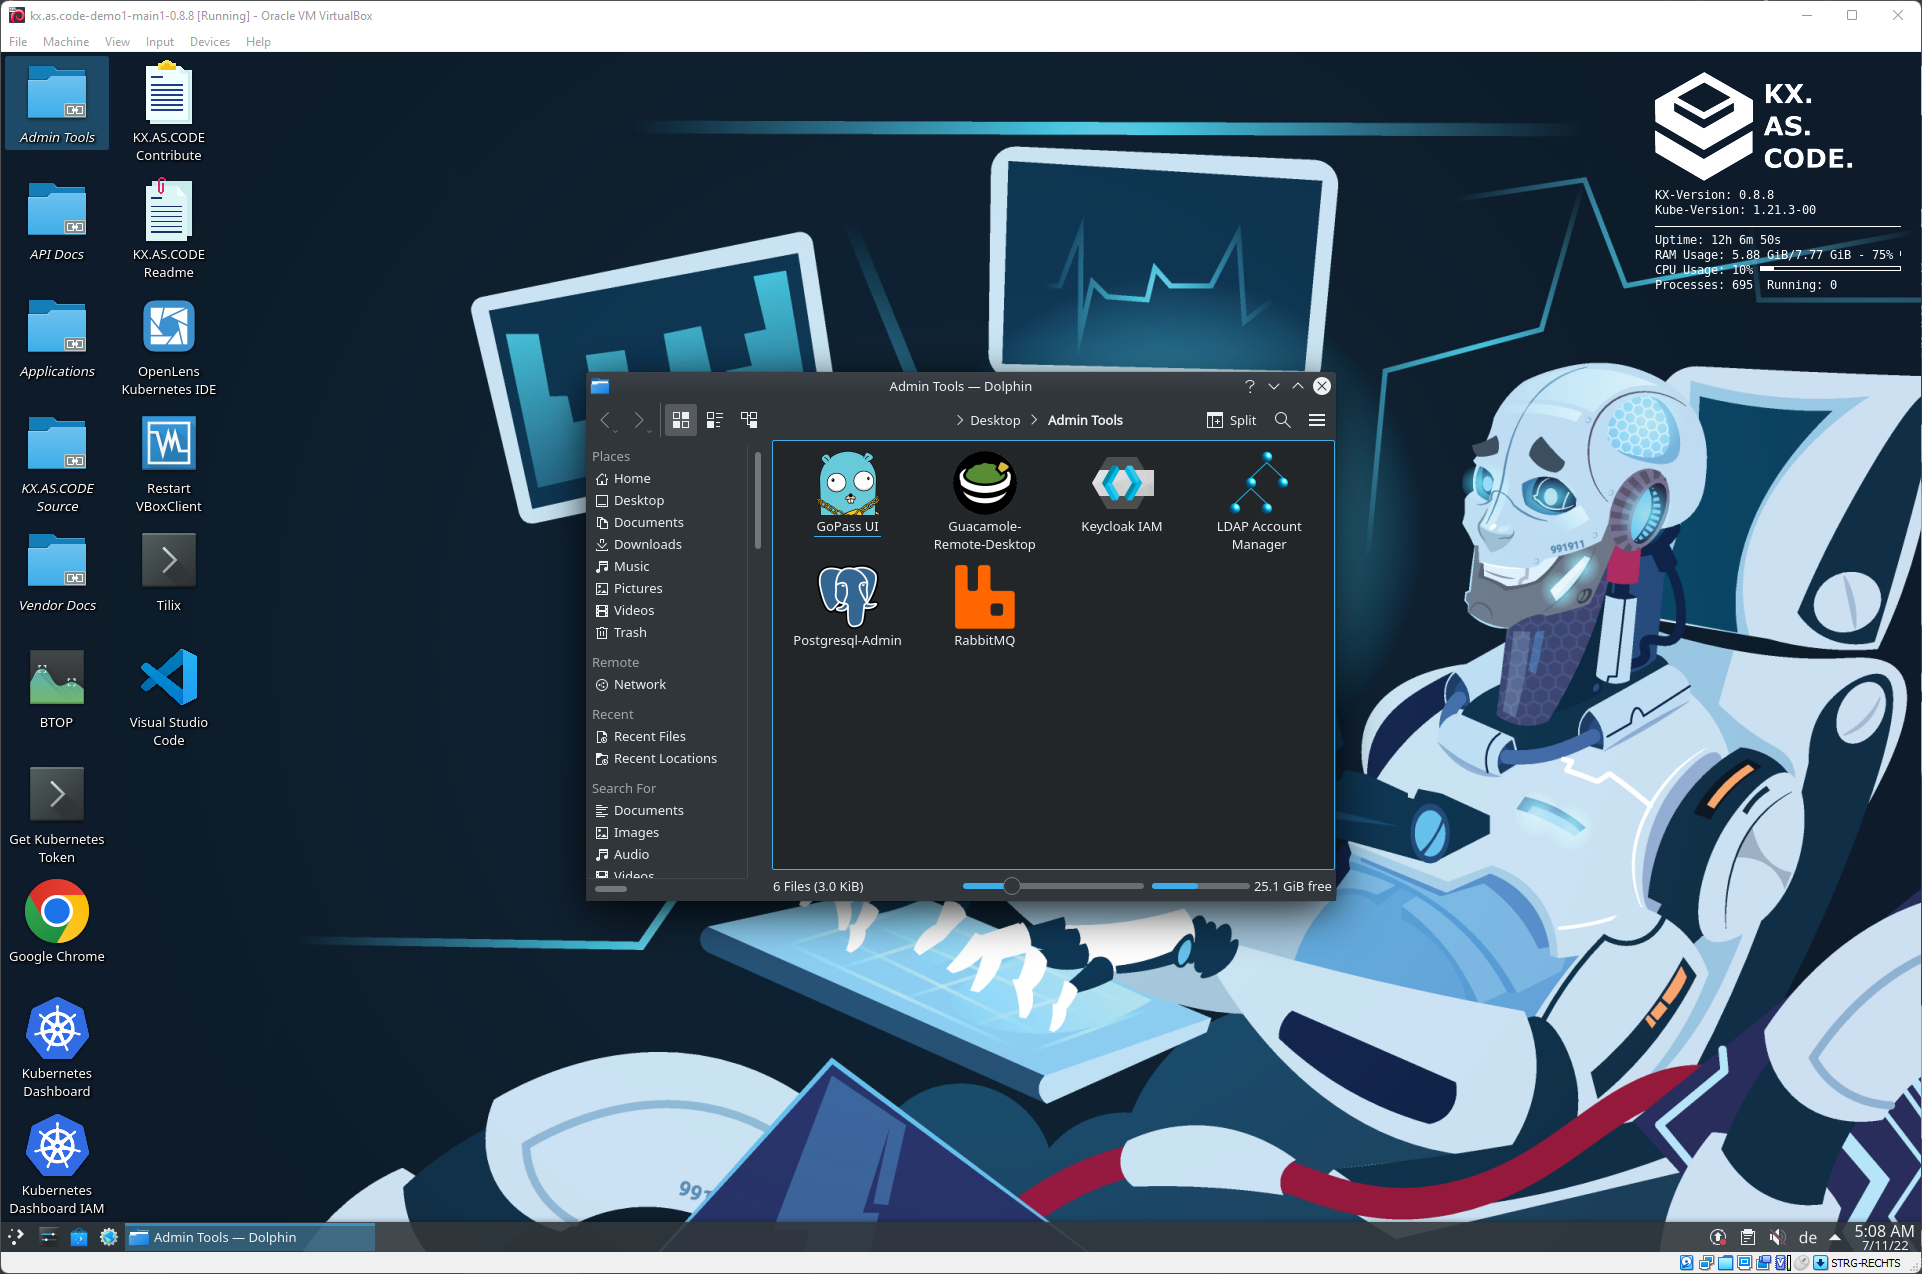 kx.as.code-demo1-main1-0.8.8 [Running] - Oracle VM VirtualBox
File Machine View Input Devices Help
Admin Tools
KX.AS.CODE
Contribute
API Docs
KX.AS.CODE
Readme
Applications
OpenLens
Kubernetes IDE
KX.AS.CODE
Source
Restart
VBoxClient
Vendor Docs
Tilix
BTOP
Visual Studio
Code
Get Kubernetes
Token
Google Chrome
Kubernetes
Dashboard
Kubernetes
Dashboard IAM
KX.
AS.
CODE.
KX-Version: 0.8.8
Kube-Version: 1.21.3-00
Uptime: 12h 6m 50s
RAM Usage: 5.88 GiB/7.77 GiB - 75%
CPU Usage: 10%
Processes: 695 Running: 0
Admin Tools — Dolphin
Desktop
Admin Tools
Split
Places
Home
Desktop
Documents
Downloads
Music
Pictures
Videos
Trash
Remote
Network
Recent
Recent Files
Recent Locations
Search For
Documents
Images
Audio
Videos
GoPass UI
Guacamole-
Remote-Desktop
Keycloak IAM
LDAP Account
Manager
Postgresql-Admin
RabbitMQ
6 Files (3.0 KiB)
25.1 GiB free
991911
991
Admin Tools — Dolphin
de
5:08 AM
7/11/22
STRG-RECHTS